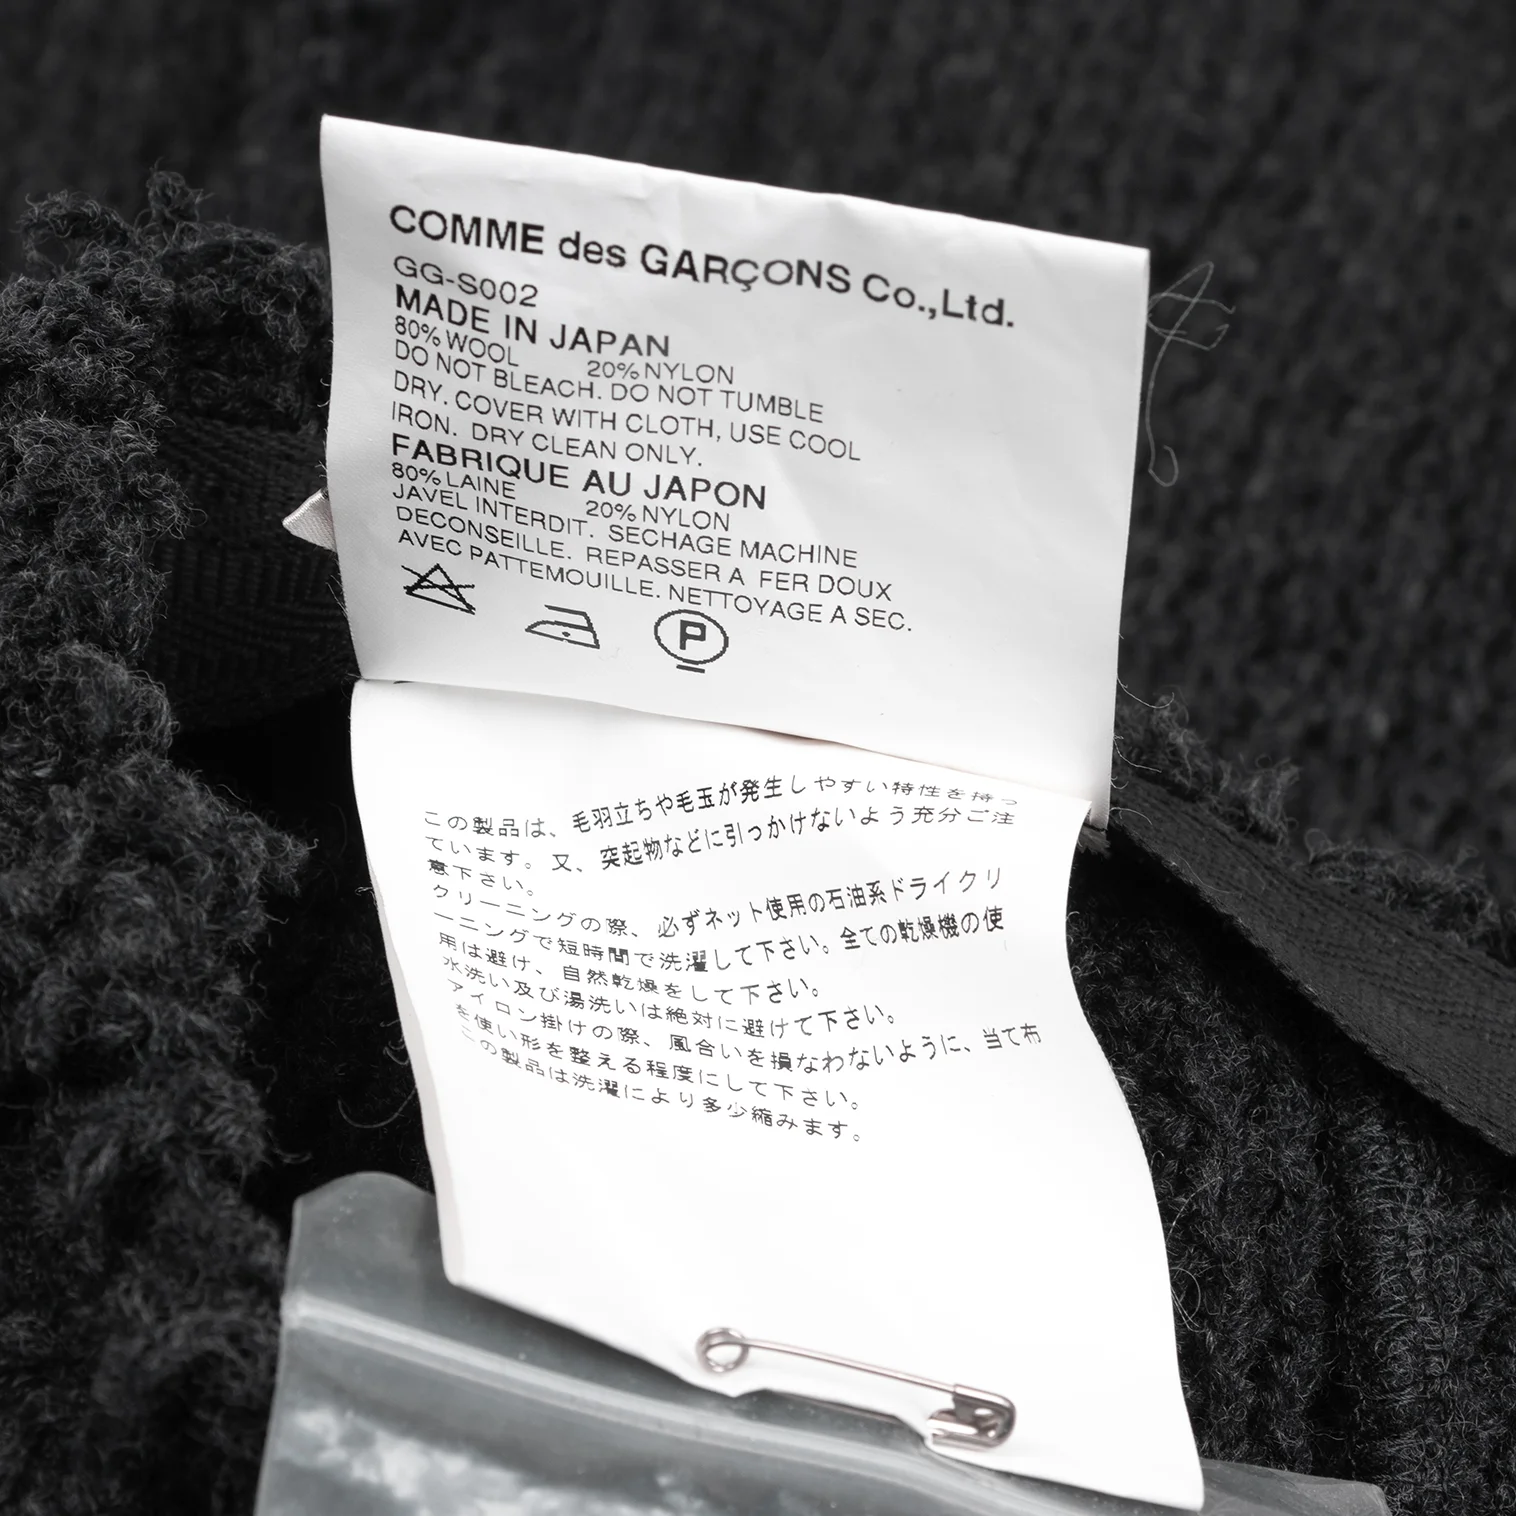 COMME des GARÇONS Co.,Ltd.
GG-S002
MADE IN JAPAN
80% WOOL 20% NYLON
DO NOT BLEACH. DO NOT TUMBLE
DRY. COVER WITH CLOTH, USE COOL
IRON. DRY CLEAN ONLY.
FABRIQUE AU JAPON
80% LAINE 20% NYLON
JAVEL INTERDIT. SECHAGE MACHINE
DECONSEILLE. REPASSER A FER DOUX
AVEC PATTEMOUILLE. NETTOYAGE A SEC.
P
この製品は、毛羽立ちや毛玉が発生しやすい特性を持っ
ています。又、突起物などに引っかけないよう充分ご注
意下さい。
クリーニングの際、必ずネット使用の石油系ドライクリ
ーニングで短時間で洗濯して下さい。全ての乾燥機の使
用は避け、自然乾燥をして下さい。
水洗い及び湯洗いは絶対に避けて下さい。
アイロン掛けの際、風合いを損なわないように、当て布
を使い形を整える程度にして下さい。
この製品は洗濯により多少縮みます。